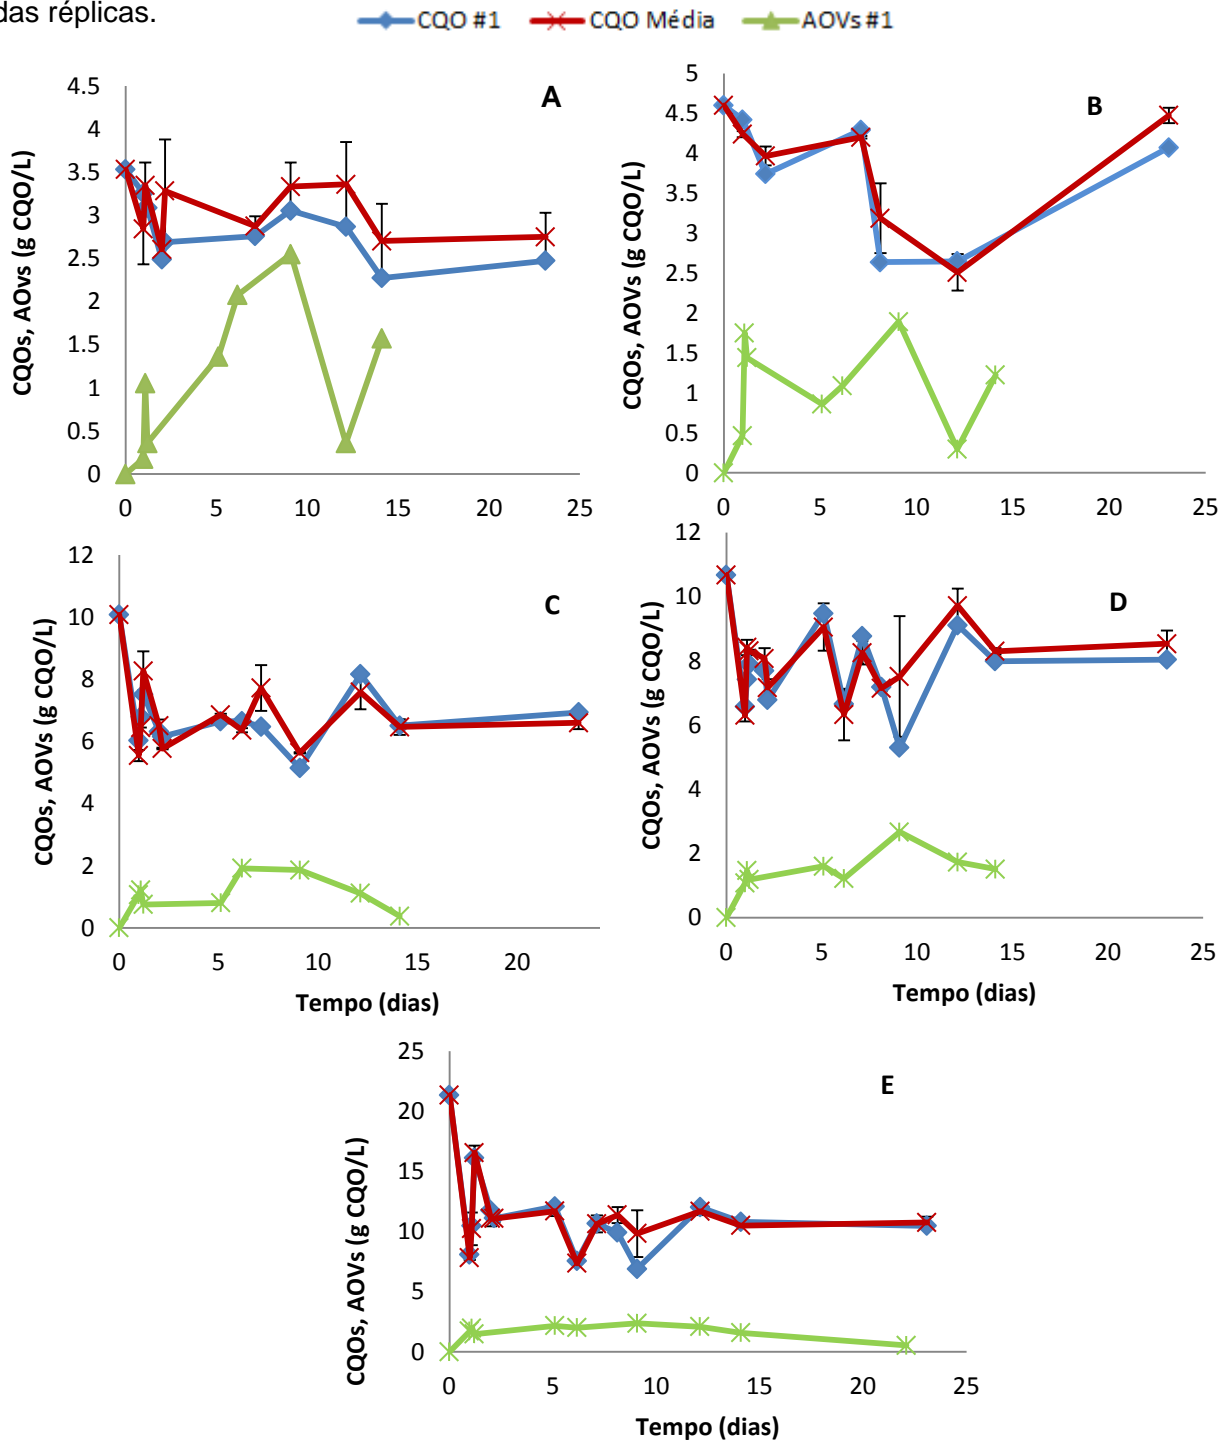 das réplicas.
CQO #1 CQO Média AOVs #1
A
CQOs, AOvs (g CQO/L)
4.5
4
3.5
3
2.5
2
1.5
1
0.5
0
0 5 10 15 20 25
B
CQOs, AOVs (g CQO/L)
5
4.5
4
3.5
3
2.5
2
1.5
1
0.5
0
0 5 10 15 20 25
C
CQOs, AOVs (g CQO/L)
12
10
8
6
4
2
0
0 5 10 15 20
Tempo (dias)
D
CQOs, AOVs (g CQO/L)
12
10
8
6
4
2
0
0 5 10 15 20 25
Tempo (dias)
E
CQOs, AOVs (g CQO/L)
25
20
15
10
5
0
0 5 10 15 20 25
Tempo (dias)